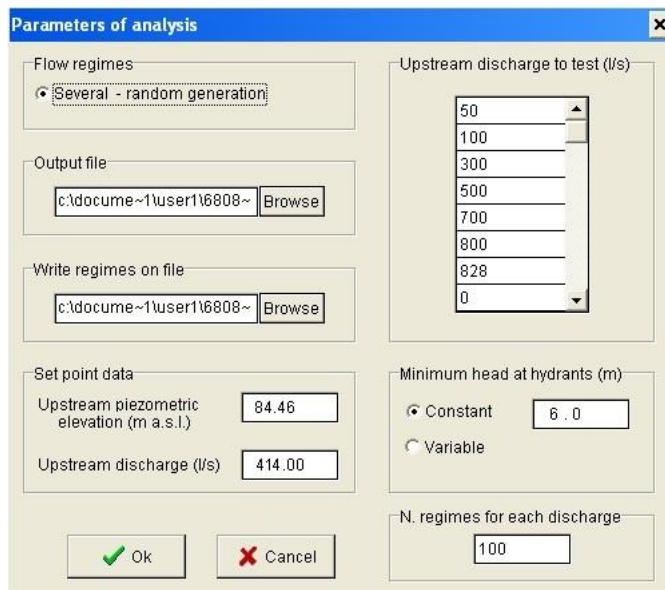 Parameters of analysis
Flow regimes
Several - random generation
Output file
c:\docume~1\user1\6808~
Browse
Write regimes on file
c:\docume~1\user1\6808~
Browse
Set point data
Upstream piezometric
elevation (m a.s.l.)
84.46
Upstream discharge (l/s)
414.00
Ok
Cancel
Upstream discharge to test (l/s)
50
100
300
500
700
800
828
0
Minimum head at hydrants (m)
Constant
6 . 0
Variable
N. regimes for each discharge
100